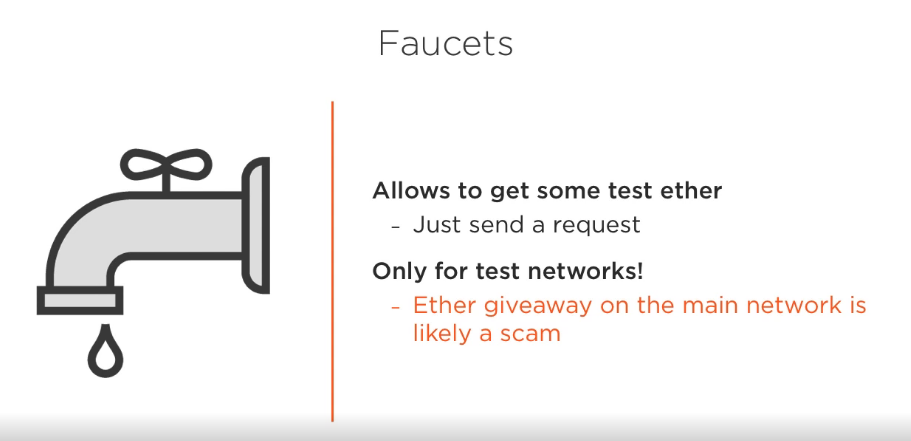 Faucets
Allows to get some test ether
- Just send a request
Only for test networks!
- Ether giveaway on the main network is
likely a scam